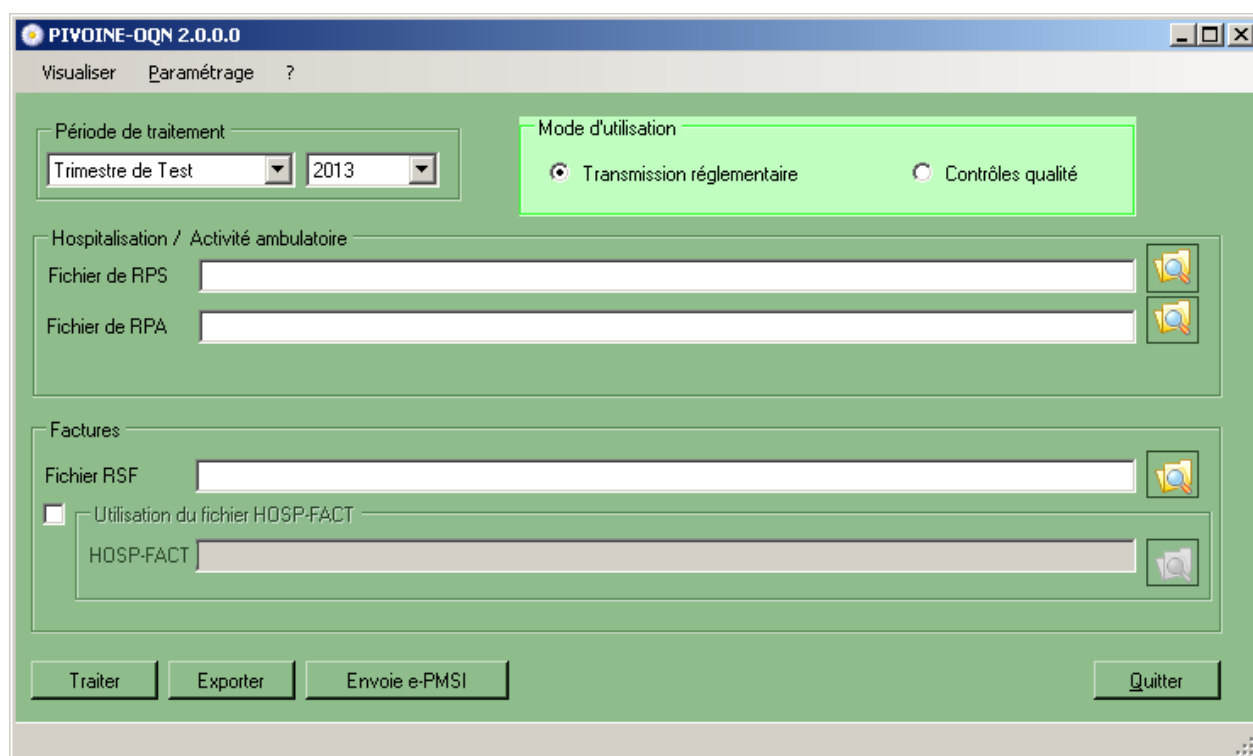 PIVOINE-OQN 2.0.0.0
Visualiser Paramétrage ?
Période de traitement
Trimestre de Test 2013
Mode d'utilisation
Transmission réglementaire Contrôles qualité
Hospitalisation / Activité ambulatoire
Fichier de RPS
Fichier de RPA
Factures
Fichier RSF
Utilisation du fichier HOSP-FACT
HOSP-FACT
Traiter Exporter Envoie e-PMSI Quitter